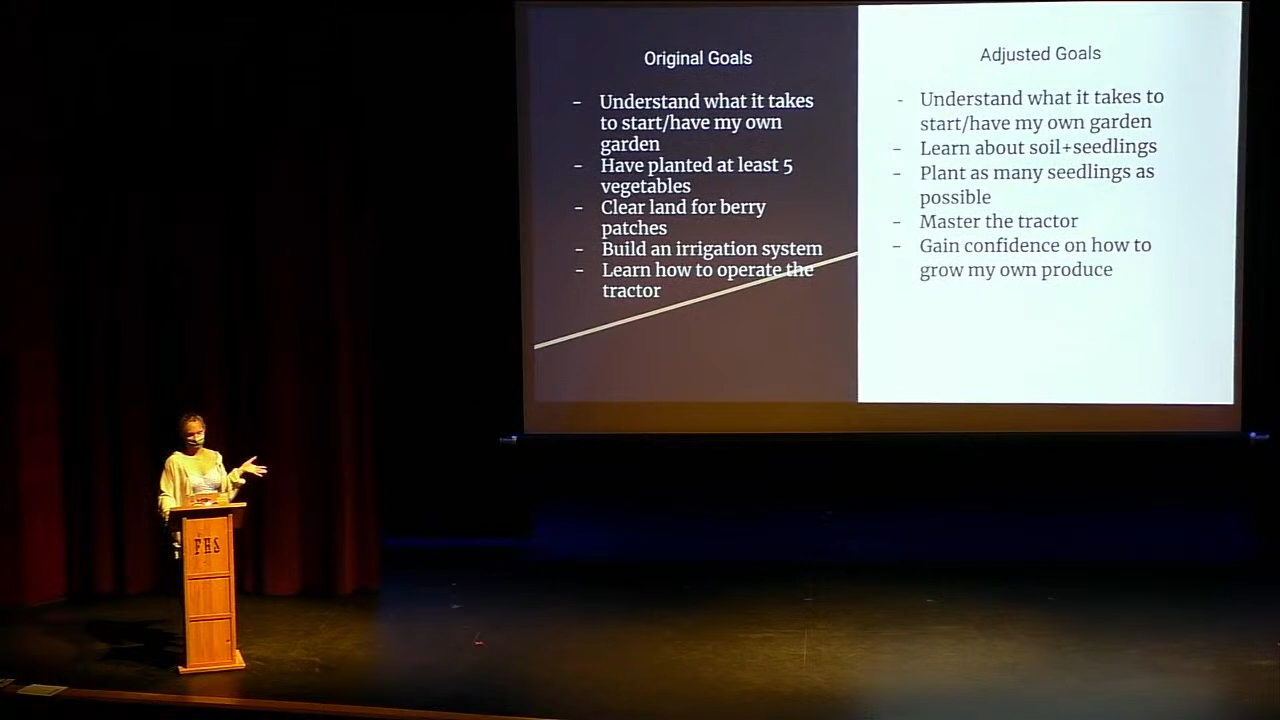 Original Goals
- Understand what it takes
to start/have my own
garden
- Have planted at least 5
vegetables
- Clear land for berry
patches
- Build an irrigation system
- Learn how to operate the
tractor
Adjusted Goals
- Understand what it takes to
start/have my own garden
- Learn about soil+seedlings
- Plant as many seedlings as
possible
- Master the tractor
- Gain confidence on how to
grow my own produce
FHS